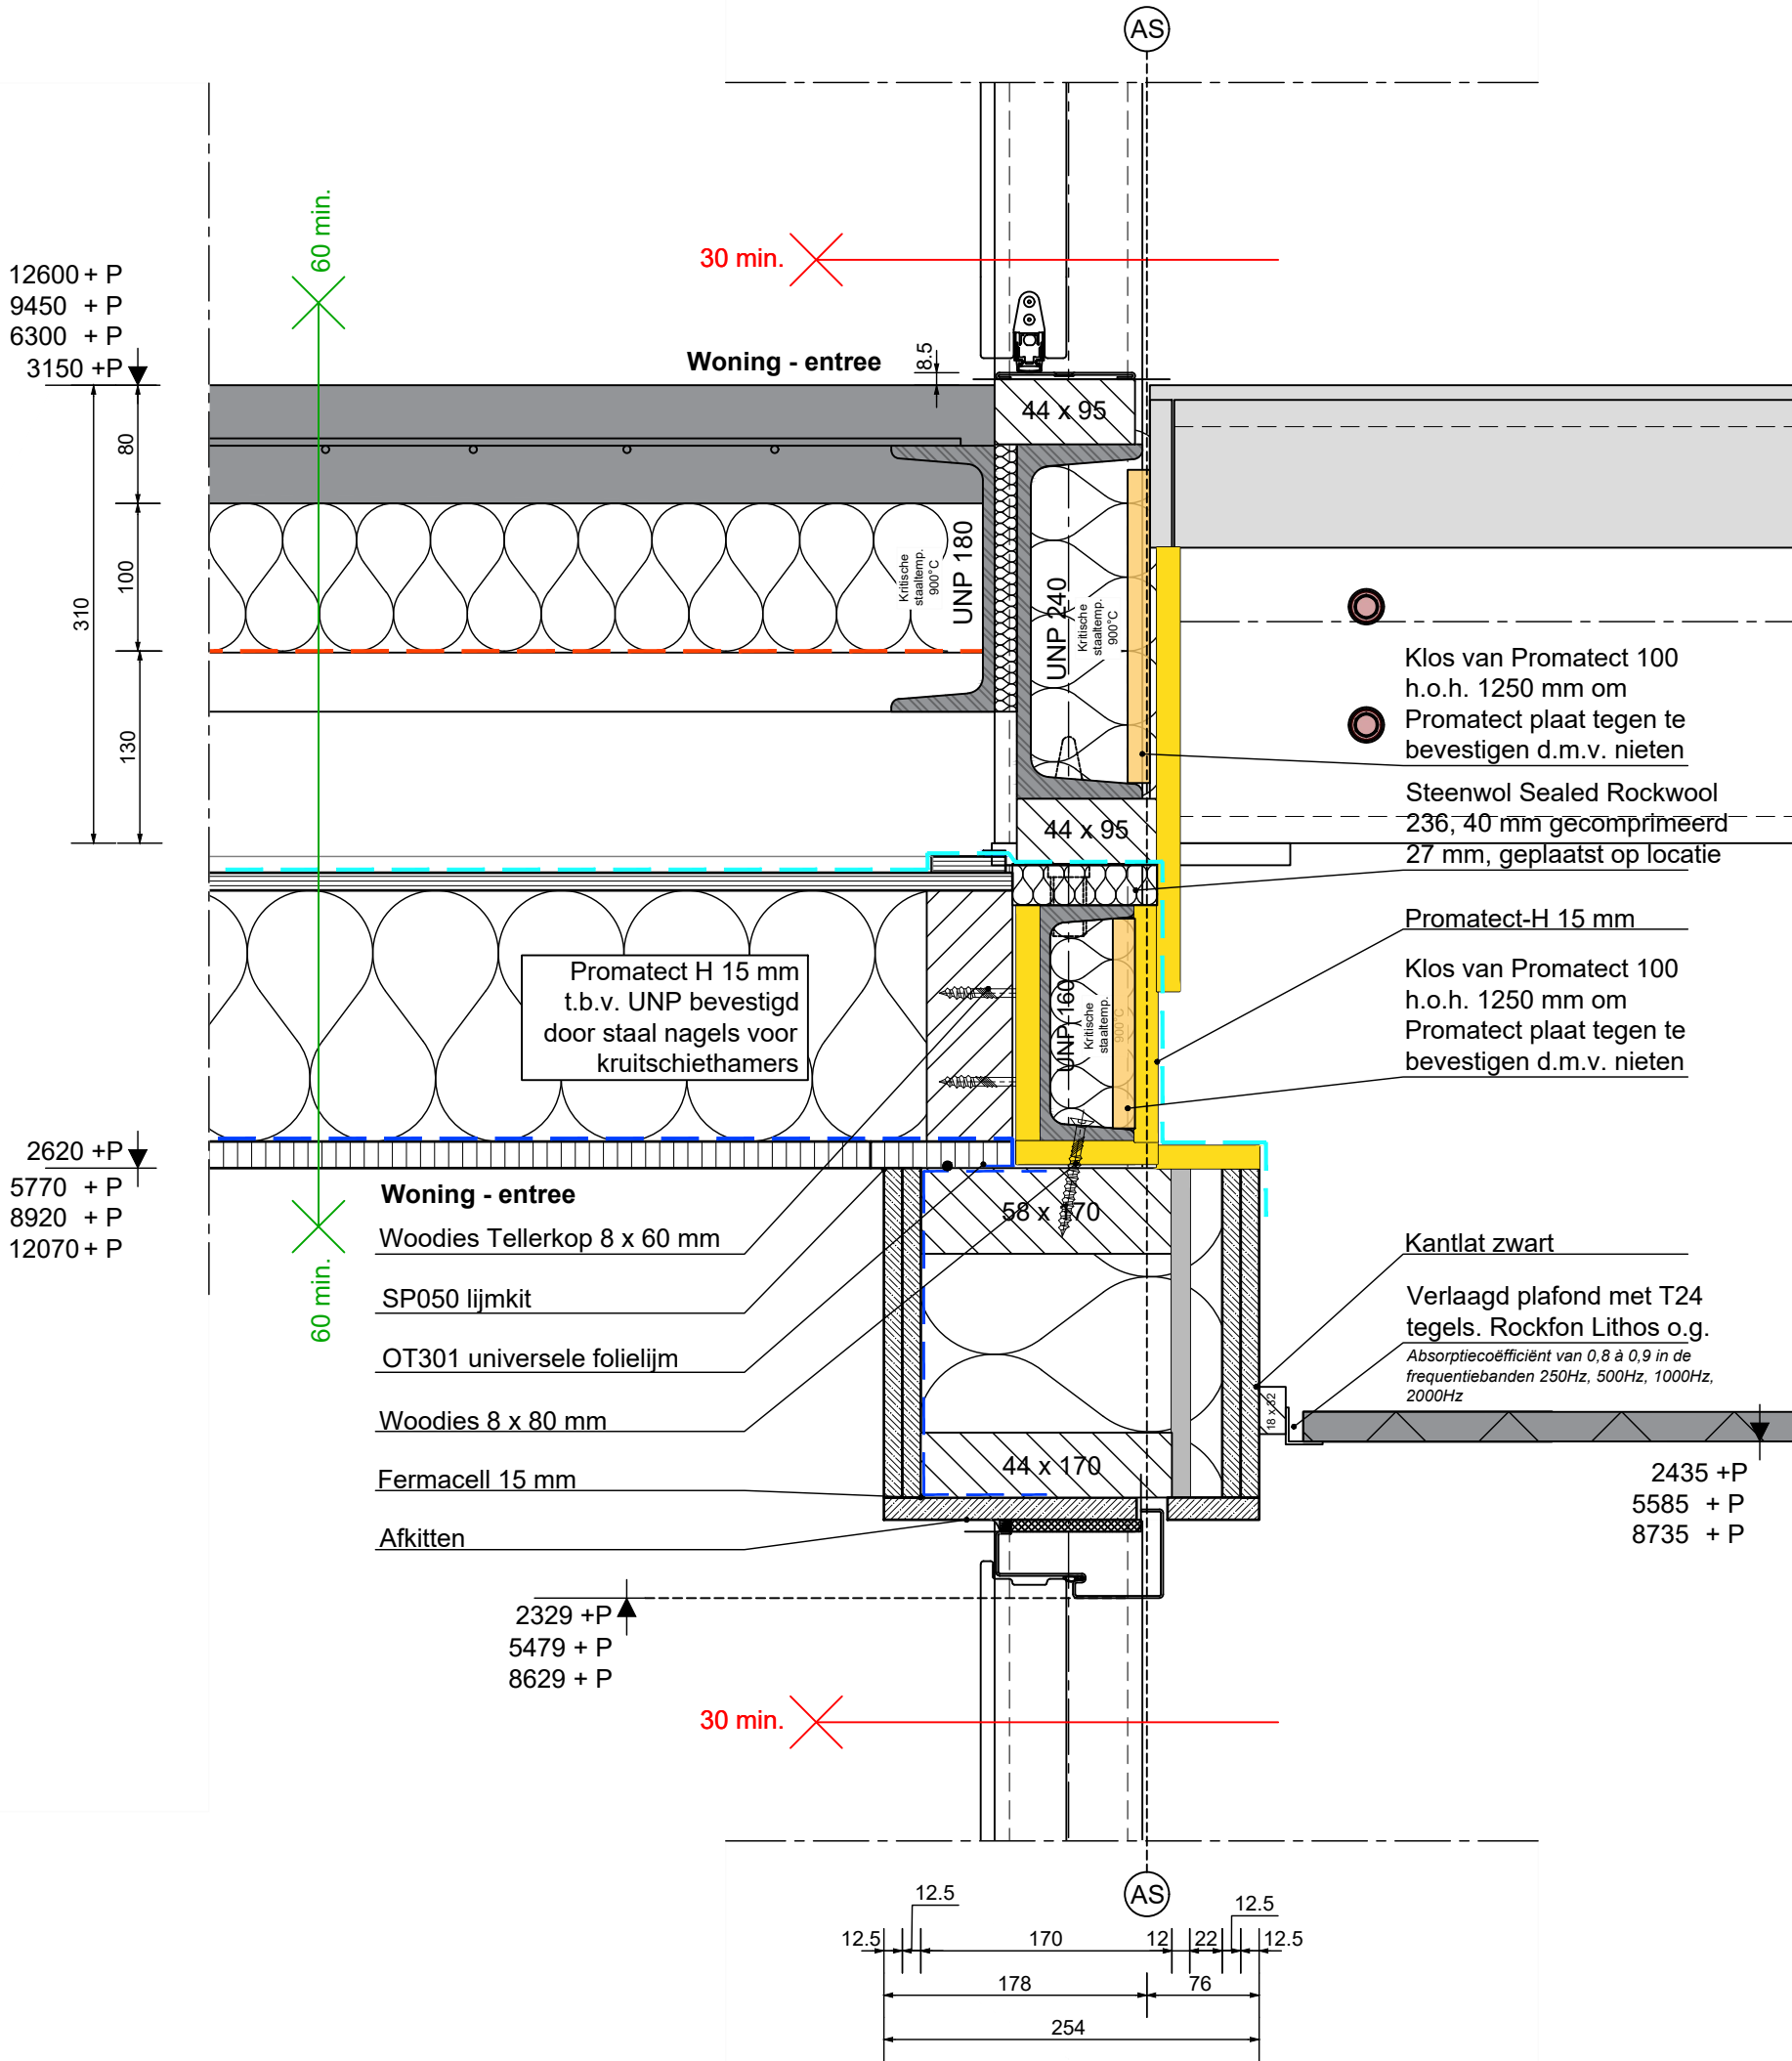 AS
60 min.
30 min.
12600 + P
9450 + P
6300 + P
3150 +P
Woning - entree
8.5
44 x 95
80
100
310
130
Kritische
staaltemp.
900°C
UNP 180
UNP 240
Kritische
staaltemp.
900°C
Klos van Promatect 100
h.o.h. 1250 mm om
Promatect plaat tegen te
bevestigen d.m.v. nieten
Steenwol Sealed Rockwool
236, 40 mm gecomprimeerd
27 mm, geplaatst op locatie
44 x 95
Promatect-H 15 mm
Promatect H 15 mm
t.b.v. UNP bevestigd
door staal nagels voor
kruitschiethamers
UNP 160
Kritische
staaltemp.
900°C
Klos van Promatect 100
h.o.h. 1250 mm om
Promatect plaat tegen te
bevestigen d.m.v. nieten
2620 +P
5770 + P
8920 + P
12070 + P
Woning - entree
60 min.
Woodies Tellerkop 8 x 60 mm
SP050 lijmkit
OT301 universele folielijm
Woodies 8 x 80 mm
Fermacell 15 mm
Afkitten
58 x 170
44 x 170
Kantlat zwart
Verlaagd plafond met T24
tegels. Rockfon Lithos o.g.
Absorptiecoëfficiënt van 0,8 à 0,9 in de
frequentiebanden 250Hz, 500Hz, 1000Hz,
2000Hz
18 x 32
2435 +P
5585 + P
8735 + P
2329 +P
5479 + P
8629 + P
30 min.
AS
12.5
12.5
12.5
170
12
22
12.5
178
76
254